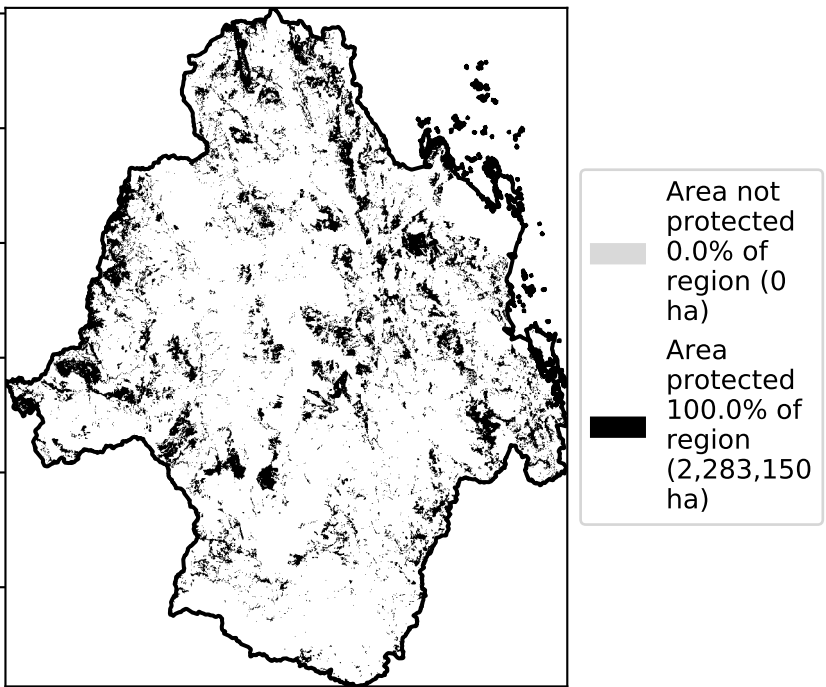 Area not
protected
0.0% of
region (0
ha)
Area
protected
100.0% of
region
(2,283,150
ha)